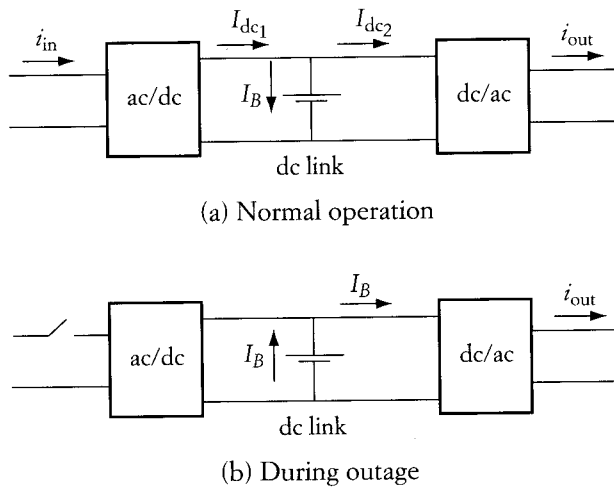 i_in I_dc1 I_dc2 i_out
ac/dc I_B dc/ac
dc link
(a) Normal operation
I_B i_out
ac/dc I_B dc/ac
dc link
(b) During outage